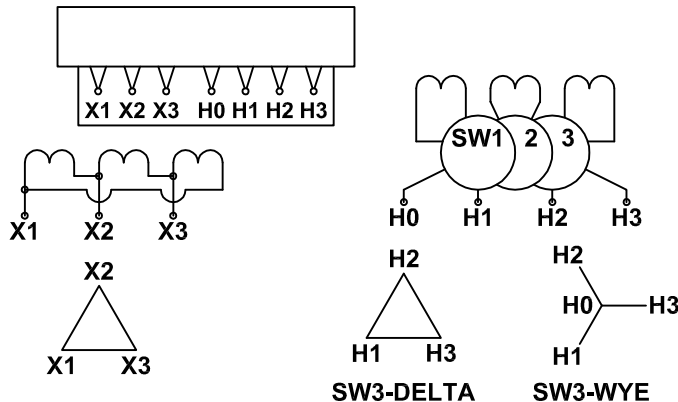 X1 X2 X3 H0 H1 H2 H3
SW1 2 3
X1 X2 X3
H0 H1 H2 H3
X2
X1 X3
H2
H1 H3
SW3-DELTA
H2
H0 H3
H1
SW3-WYE